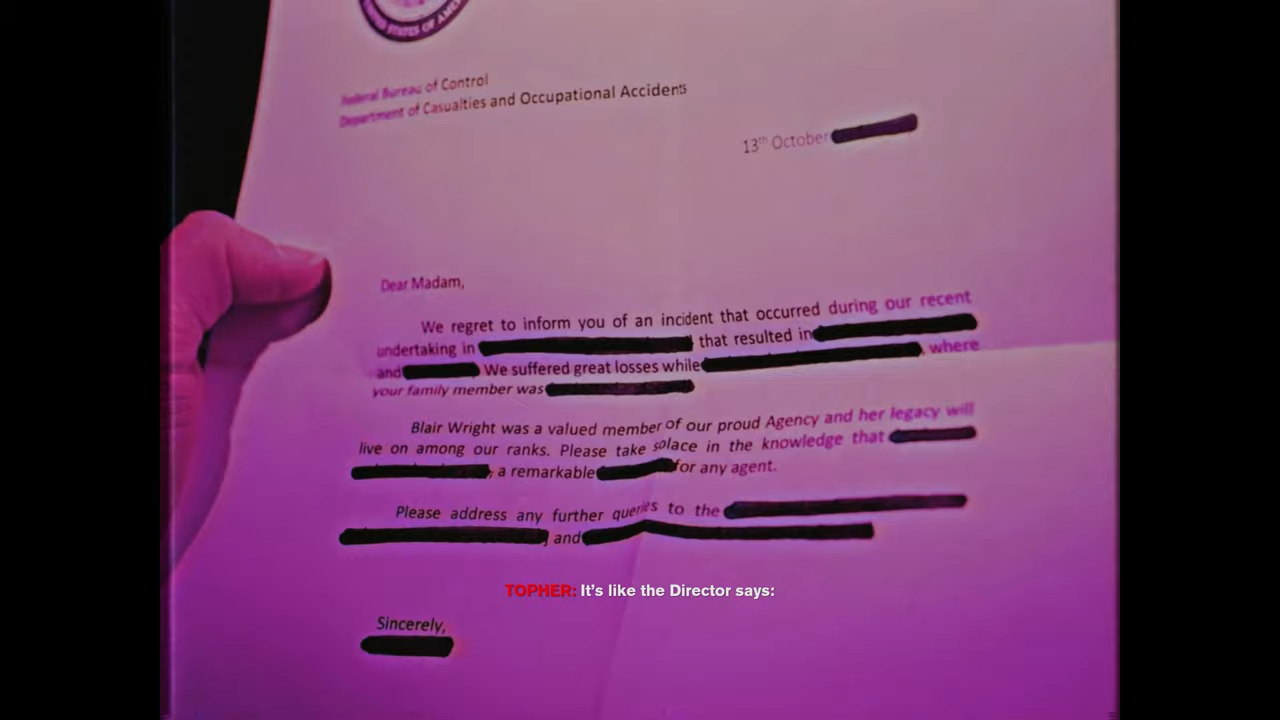 UNITED STATES OF AMERICA
Federal Bureau of Control
Department of Casualties and Occupational Accidents
13th October
Dear Madam,
We regret to inform you of an incident that occurred during our recent
undertaking in that resulted in
and We suffered great losses while , where
your family member was
Blair Wright was a valued member of our proud Agency and her legacy will
live on among our ranks. Please take solace in the knowledge that
, a remarkable for any agent.
Please address any further queries to the
, and
TOPHER: It's like the Director says:
Sincerely,